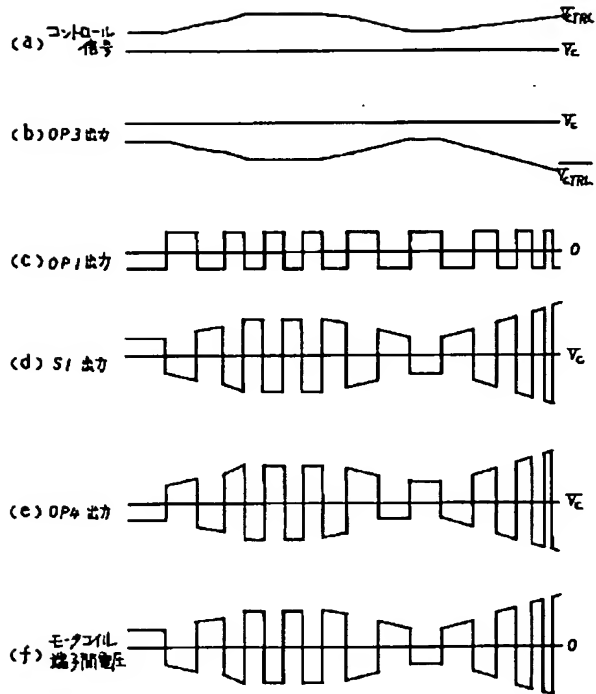 (a) コントロール
信号
VCTRL
Vc
(b) OP3出力
Vc
VCTRL
(c) OP1出力
0
(d) S1 出力
Vc
(e) OP4 出力
Vc
(f) モータコイル
端子間電圧
0